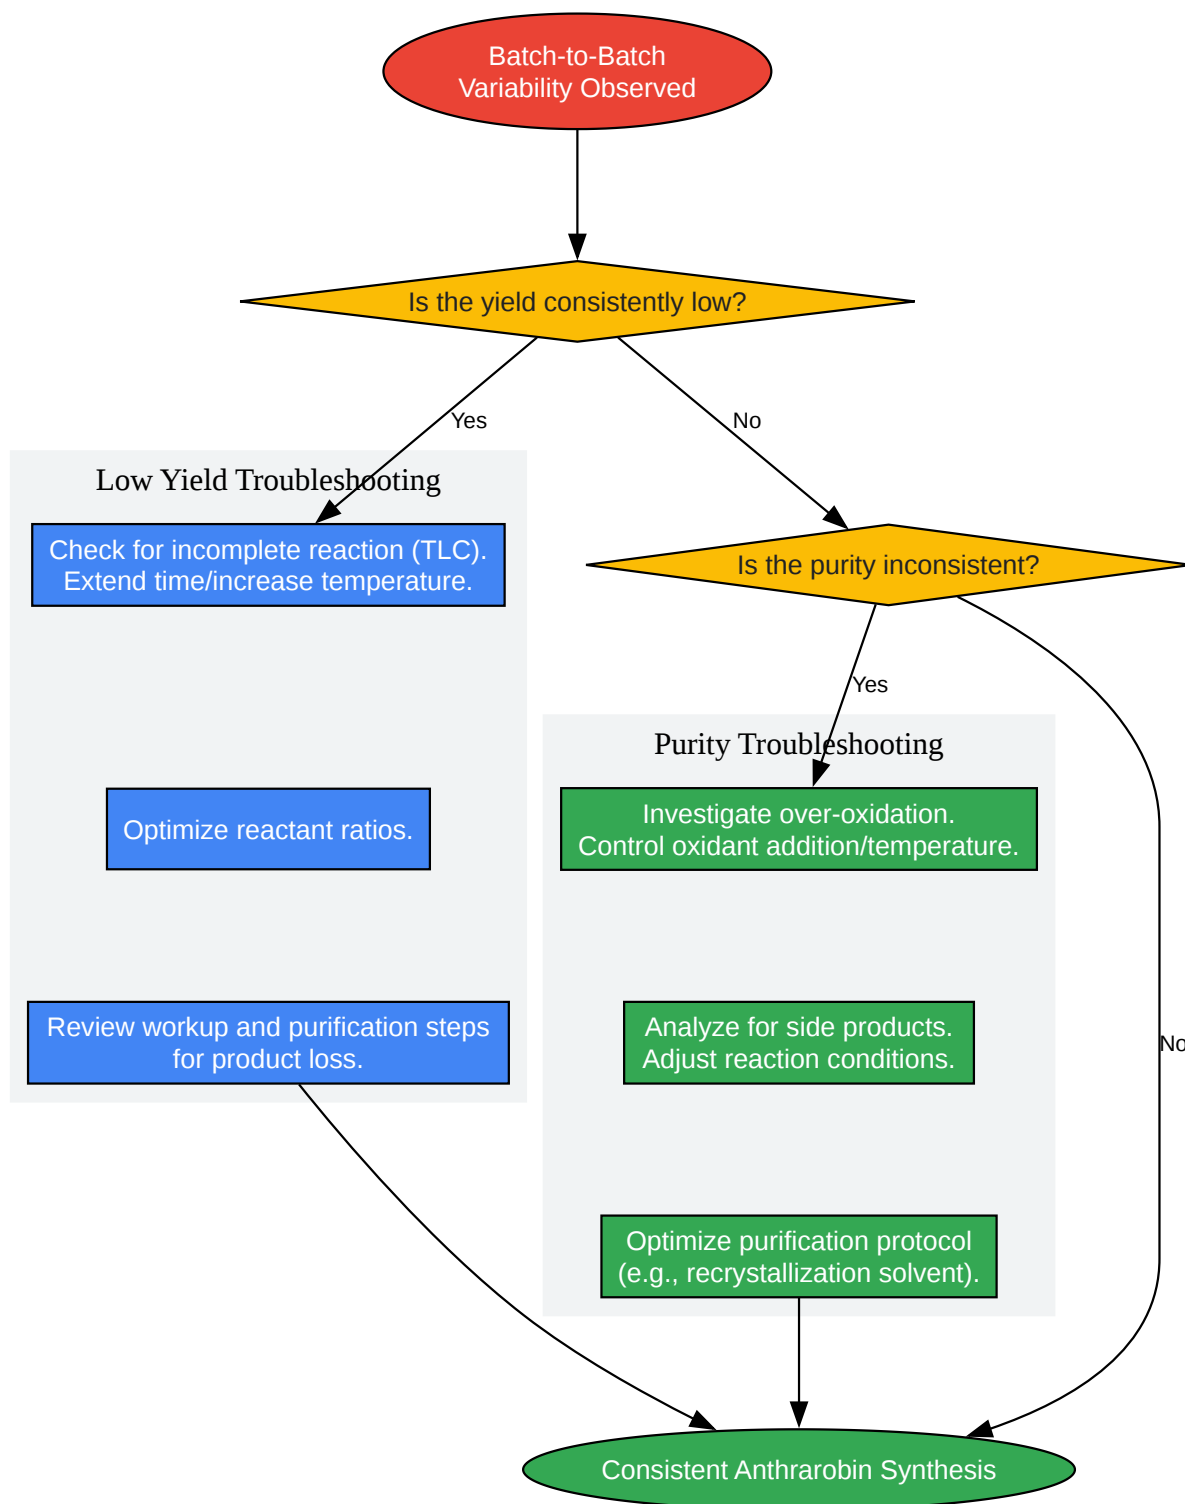 Batch-to-Batch
Variability Observed
Is the yield consistently low?
Yes
No
Low Yield Troubleshooting
Check for incomplete reaction (TLC).
Extend time/increase temperature.
Is the purity inconsistent?
Yes
Purity Troubleshooting
Optimize reactant ratios.
Investigate over-oxidation.
Control oxidant addition/temperature.
Review workup and purification steps
for product loss.
Analyze for side products.
Adjust reaction conditions.
No
Optimize purification protocol
(e.g., recrystallization solvent).
Consistent Anthrarobin Synthesis